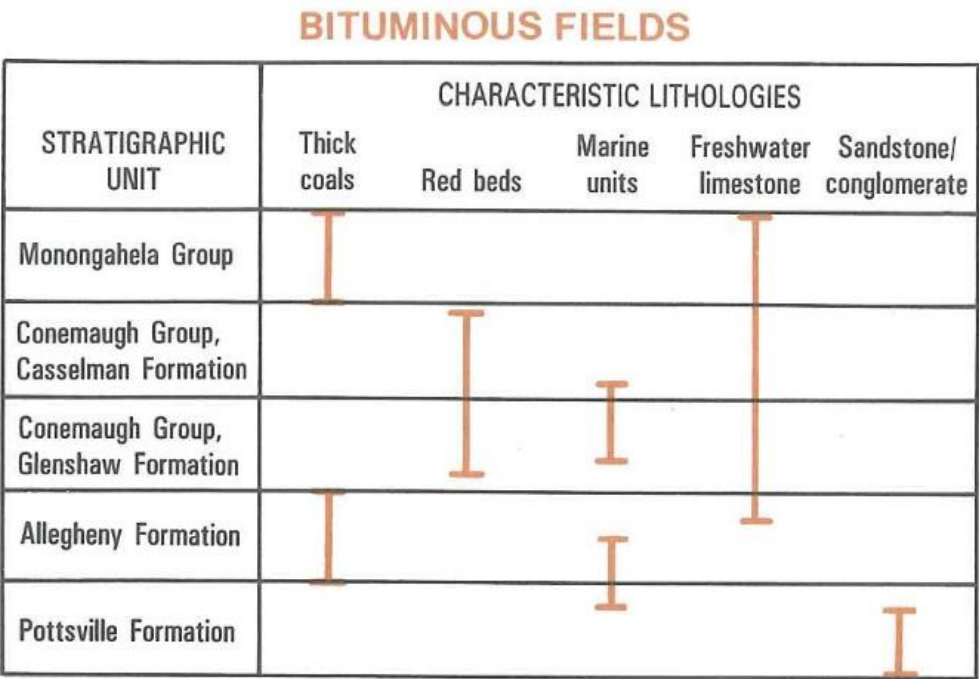 BITUMINOUS FIELDS
CHARACTERISTIC LITHOLOGIES
STRATIGRAPHIC
UNIT
Thick
coals
Red beds
Marine
units
Freshwater
limestone
Sandstone/
conglomerate
Monongahela Group
Conemaugh Group,
Casselman Formation
Conemaugh Group,
Glenshaw Formation
Allegheny Formation
Pottsville Formation